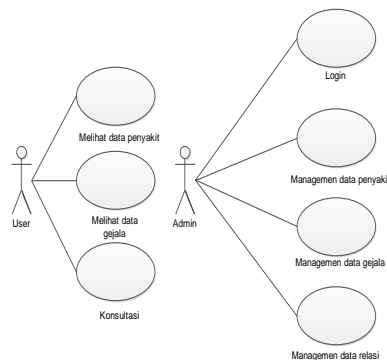 Login
Melihat data penyakit
Managemen data penyaki
User
Melihat data
gejala
Admin
Managemen data gejala
Konsultasi
Managemen data relasi